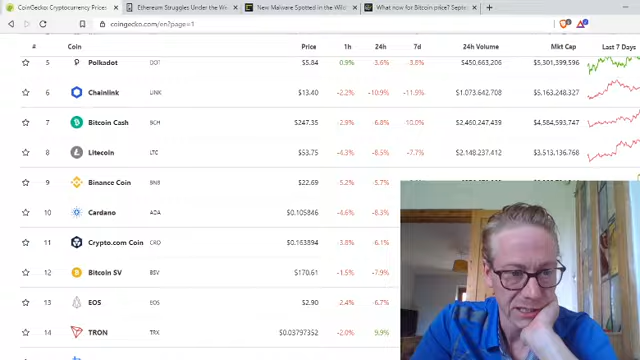 CoinGecko: Cryptocurrency Prices
Ethereum Struggles Under the W
New Malware Spotted in the Wild
What now for Bitcoin price? Sept
coingecko.com/en?page=1
# Coin Price 1h 24h 7d 24h Volume Mkt Cap Last 7 Days
5 Polkadot DOT $5.84 0.9% -3.6% -3.8% $450,663,206 $5,301,399,596
6 Chainlink LINK $13.40 -2.2% -10.9% -11.9% $1,073,642,708 $5,163,248,327
7 Bitcoin Cash BCH $247.35 -2.9% -6.8% -10.0% $2,460,247,439 $4,584,593,747
8 Litecoin LTC $53.75 -4.3% -8.5% -7.7% $2,148,237,412 $3,513,136,768
9 Binance Coin BNB $22.69 -5.2% -5.7%
10 Cardano ADA $0.105846 -4.6% -8.3%
11 Crypto.com Coin CRO $0.163894 -3.8% -6.1%
12 Bitcoin SV BSV $170.61 -1.5% -7.9%
13 EOS EOS $2.90 -2.4% -6.7%
14 TRON TRX $0.03797352 -2.0% 9.9%